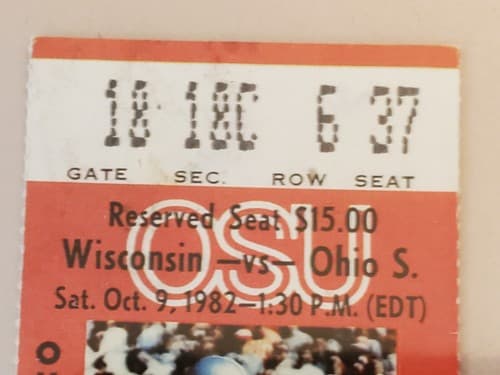 18 18C 6 37
GATE SEC. ROW SEAT
Reserved Seat $15.00
OSU
Wisconsin -vs- Ohio S.
Sat. Oct. 9, 1982-1:30 P.M. (EDT)
O